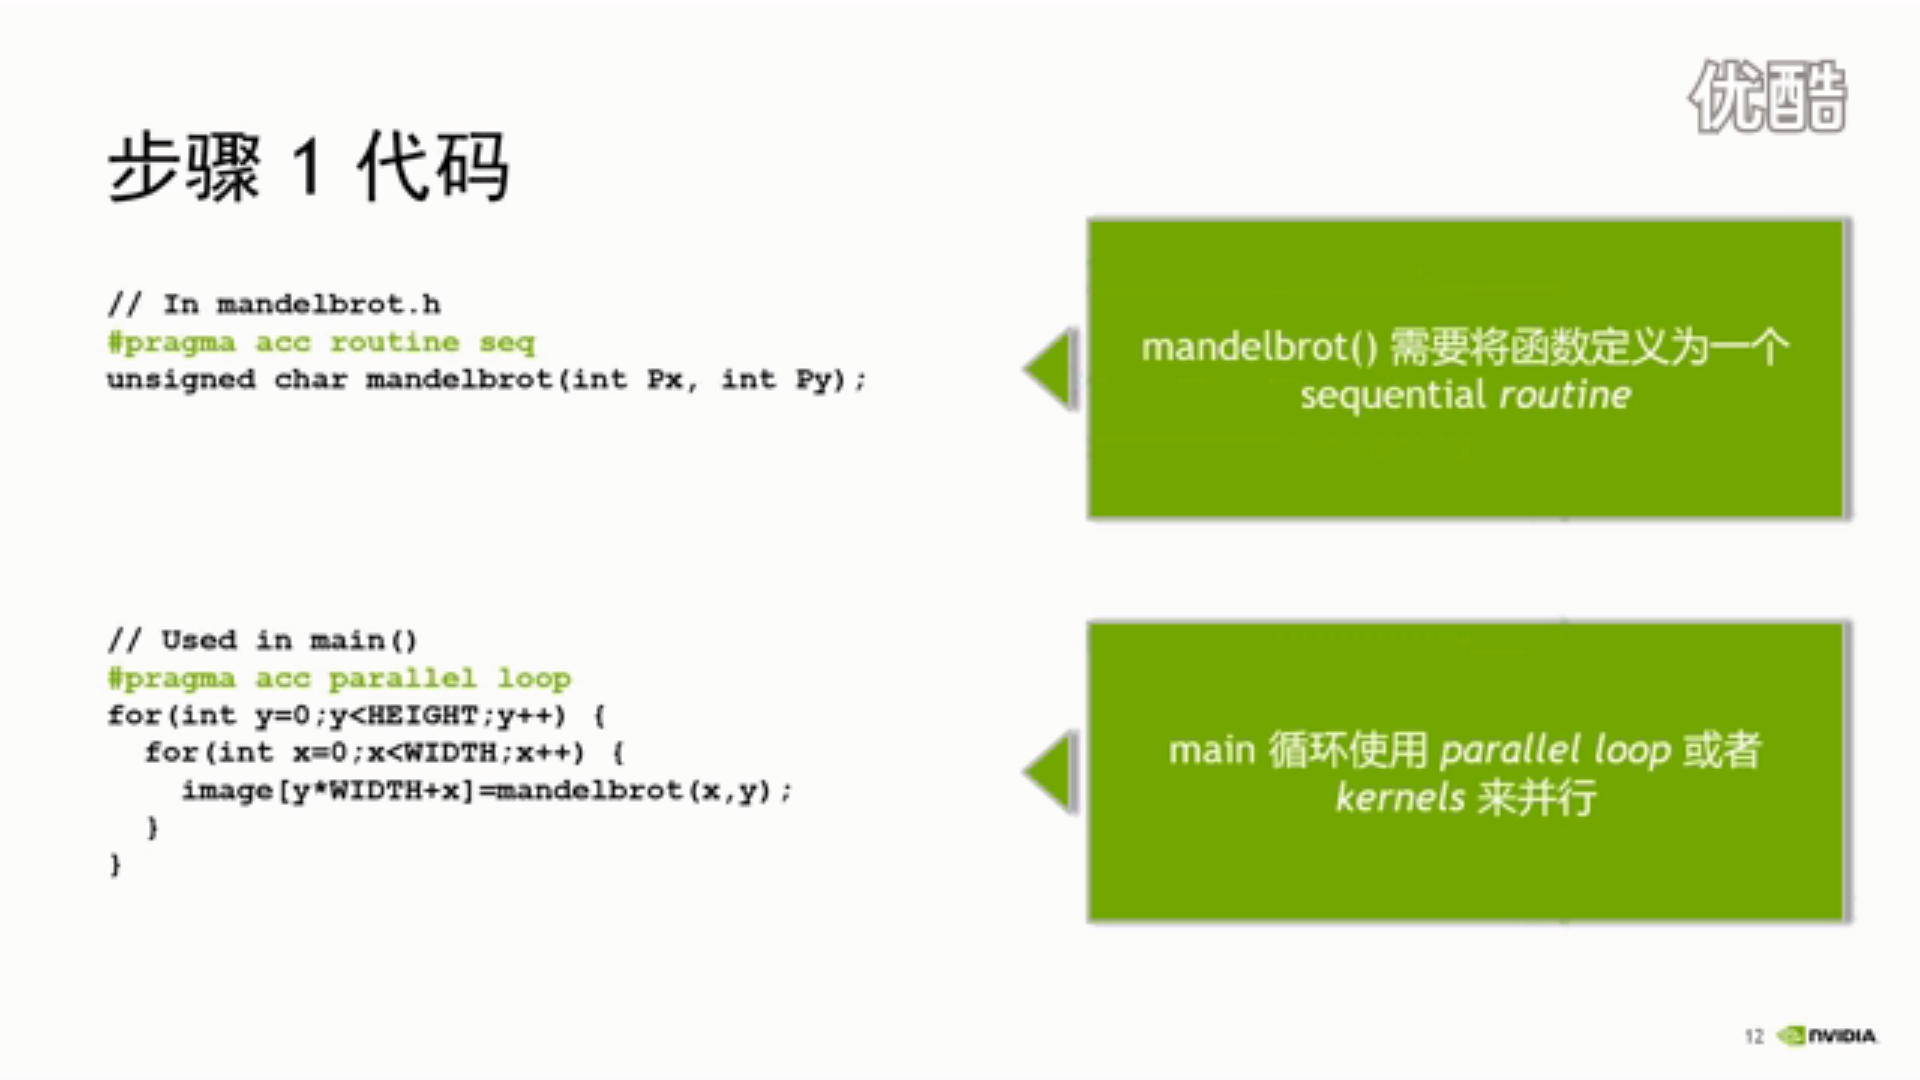 优酷
步骤 1 代码
// In mandelbrot.h
#pragma acc routine seq
unsigned char mandelbrot(int Px, int Py);
mandelbrot() 需要将函数定义为一个
sequential routine
// Used in main()
#pragma acc parallel loop
for(int y=0;y<HEIGHT;y++) {
  for(int x=0;x<WIDTH;x++) {
    image[y*WIDTH+x]=mandelbrot(x,y);
  }
}
main 循环使用 parallel loop 或者
kernels 来并行
12 NVIDIA